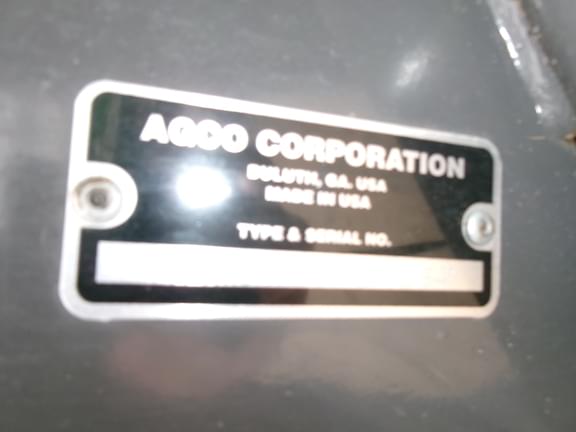 AGCO CORPORATION
DULUTH, GA. USA
MADE IN USA
TYPE & SERIAL NO.